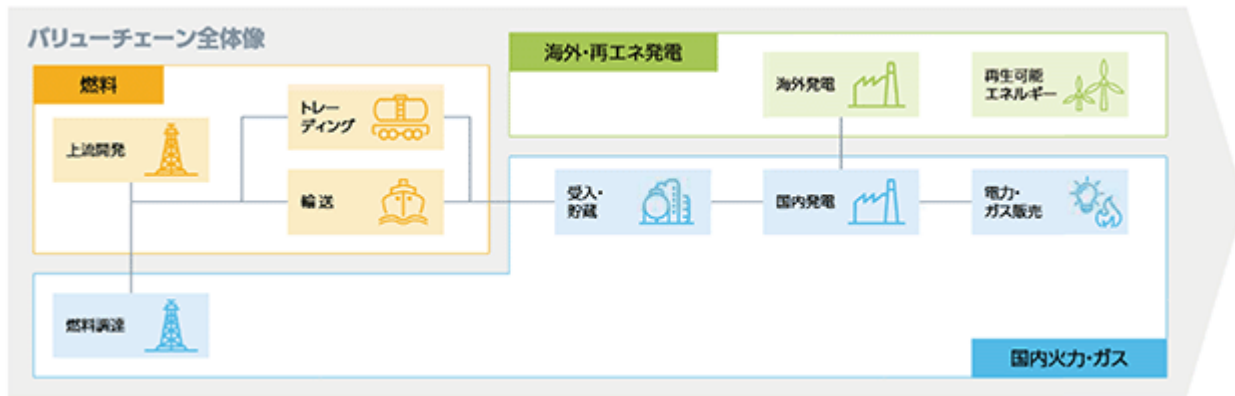 バリューチェーン全体像
燃料
上流開発
トレー
ディング
輸送
海外・再エネ発電
海外発電
再生可能
エネルギー
受入・
貯蔵
国内発電
電力・
ガス販売
燃料調達
国内火力・ガス